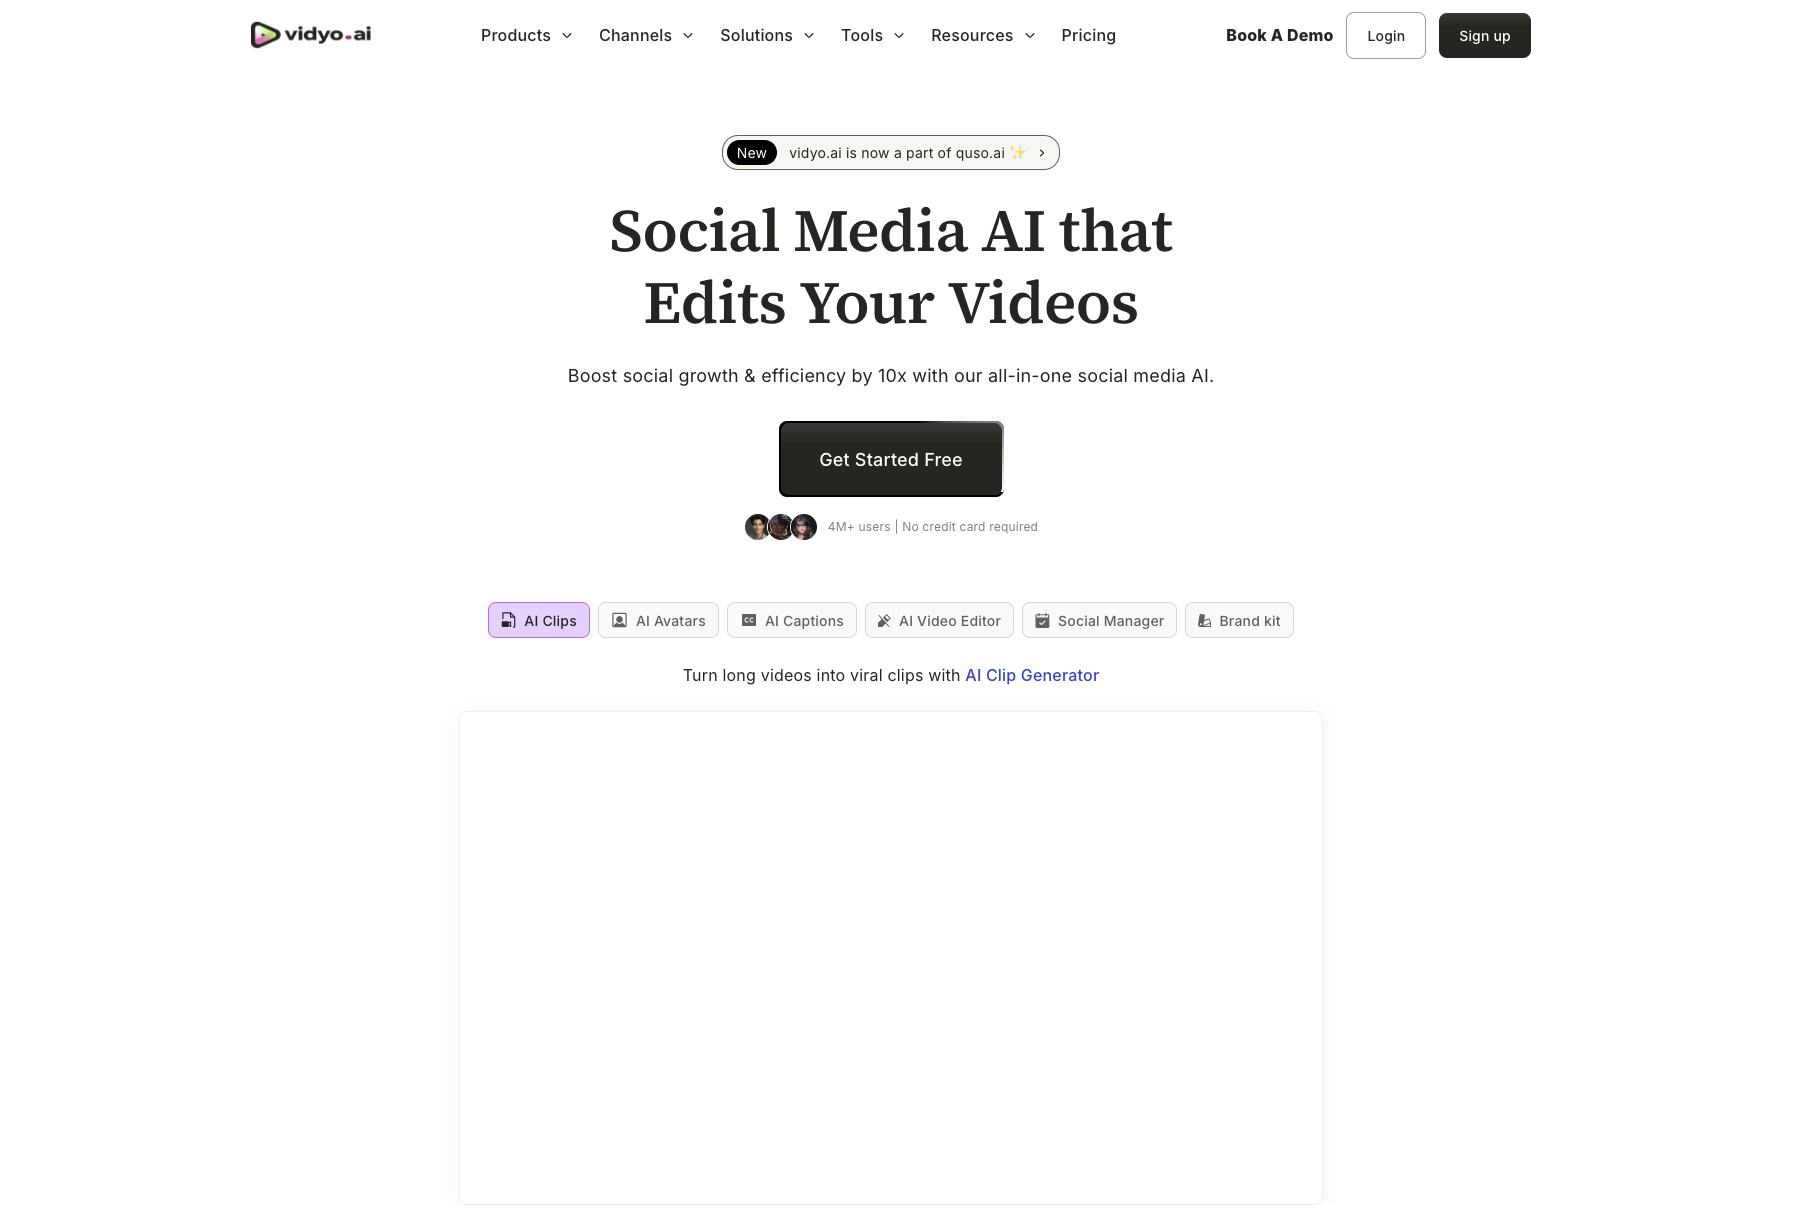 vidyo.ai
Products
Channels
Solutions
Tools
Resources
Pricing
Book A Demo
Login
Sign up
New vidyo.ai is now a part of quso.ai ✨ ›
Social Media AI that
Edits Your Videos
Boost social growth & efficiency by 10x with our all-in-one social media AI.
Get Started Free
4M+ users | No credit card required
AI Clips
AI Avatars
CC AI Captions
AI Video Editor
Social Manager
Brand kit
Turn long videos into viral clips with AI Clip Generator